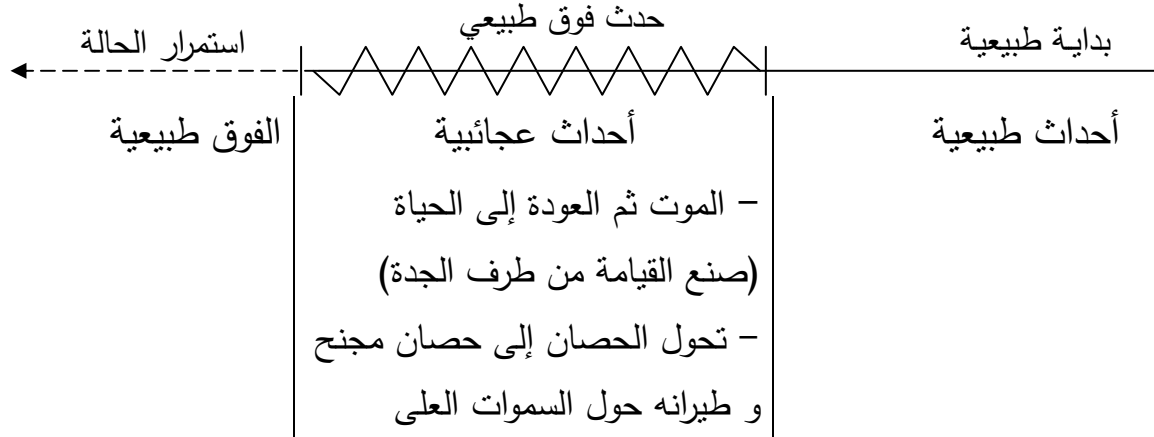 بداية طبيعية
حدث فوق طبيعي
استمرار الحالة
أحداث طبيعية
أحداث عجائبية
الفوق طبيعية
– الموت ثم العودة إلى الحياة
(صنع القيامة من طرف الجدة)
– تحول الحصان إلى حصان مجنح
و طيرانه حول السموات العلى